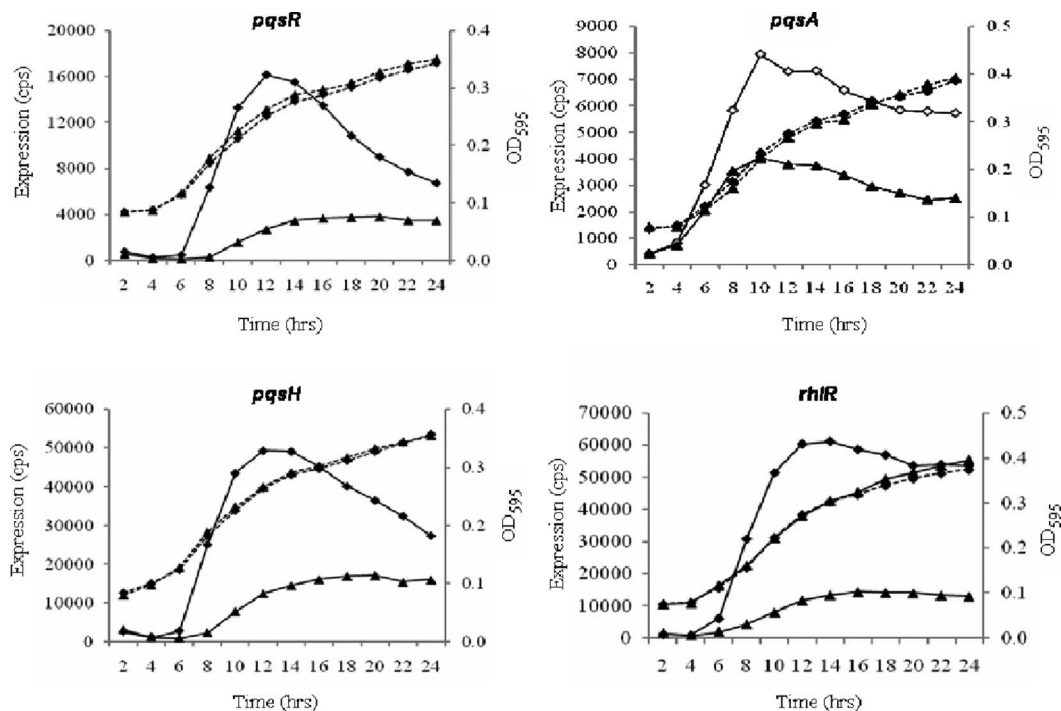 pqsR
20000
16000
12000
8000
4000
0
Expression (cps)
0.4
0.3
0.2
0.1
0.0
OD595
2 4 6 8 10 12 14 16 18 20 22 24
Time (hrs)
pqsA
9000
8000
7000
6000
5000
4000
3000
2000
1000
0
Expression (cps)
0.5
0.4
0.3
0.2
0.1
0.0
OD595
2 4 6 8 10 12 14 16 18 20 22 24
Time (hrs)
pqsH
60000
50000
40000
30000
20000
10000
0
Expression (cps)
0.4
0.3
0.2
0.1
0.0
OD595
2 4 6 8 10 12 14 16 18 20 22 24
Time (hrs)
rhlR
70000
60000
50000
40000
30000
20000
10000
0
Expression (cps)
0.5
0.4
0.3
0.2
0.1
0.0
OD595
2 4 6 8 10 12 14 16 18 20 22 24
Time (hrs)